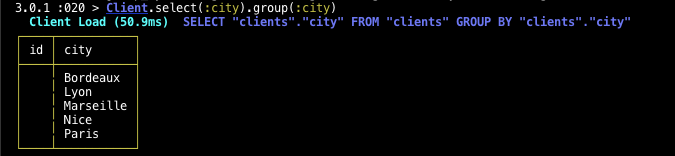 3.0.1 :020 > Client.select(:city).group(:city)
Client Load (50.9ms)  SELECT "clients"."city" FROM "clients" GROUP BY "clients"."city"
id city
Bordeaux
Lyon
Marseille
Nice
Paris